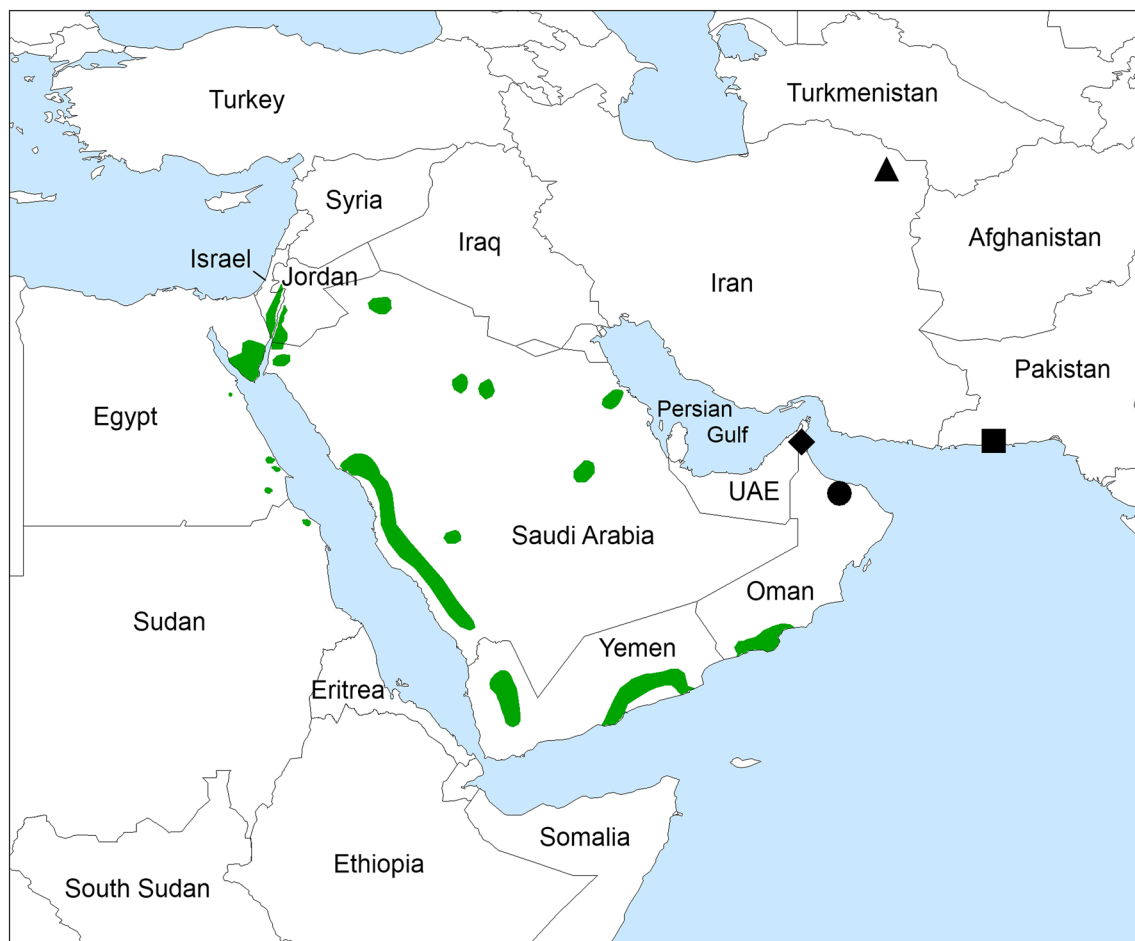 Turkey
Turkmenistan
Syria
Iraq
Afghanistan
Israel
Jordan
Iran
Pakistan
Persian
Gulf
Egypt
UAE
Saudi Arabia
Oman
Sudan
Yemen
Eritrea
Somalia
Ethiopia
South Sudan